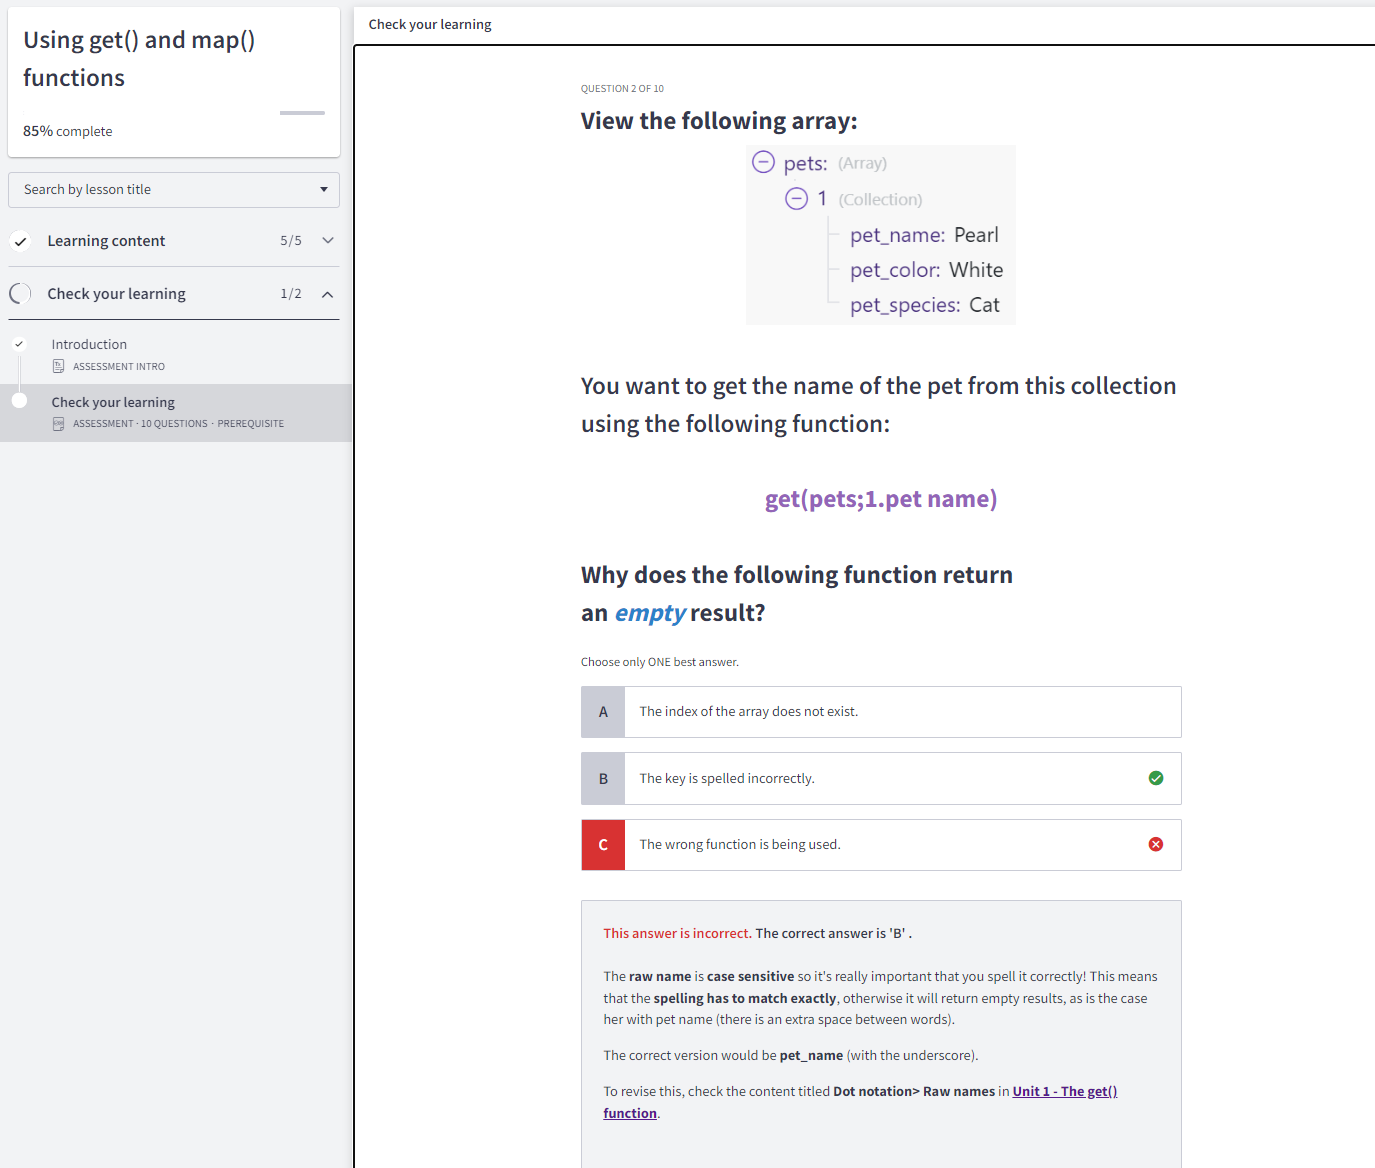 Using get() and map()
functions
85% complete
Search by lesson title
Learning content 5/5
Check your learning 1/2
Introduction
ASSESSMENT INTRO
Check your learning
ASSESSMENT · 10 QUESTIONS · PREREQUISITE
Check your learning
QUESTION 2 OF 10
View the following array:
pets: (Array)
1 (Collection)
pet_name: Pearl
pet_color: White
pet_species: Cat
You want to get the name of the pet from this collection
using the following function:
get(pets;1.pet name)
Why does the following function return
an empty result?
Choose only ONE best answer.
A The index of the array does not exist.
B The key is spelled incorrectly.
C The wrong function is being used.
This answer is incorrect. The correct answer is 'B' .
The raw name is case sensitive so it's really important that you spell it correctly! This means
that the spelling has to match exactly, otherwise it will return empty results, as is the case
her with pet name (there is an extra space between words).
The correct version would be pet_name (with the underscore).
To revise this, check the content titled Dot notation> Raw names in Unit 1 - The get()
function.